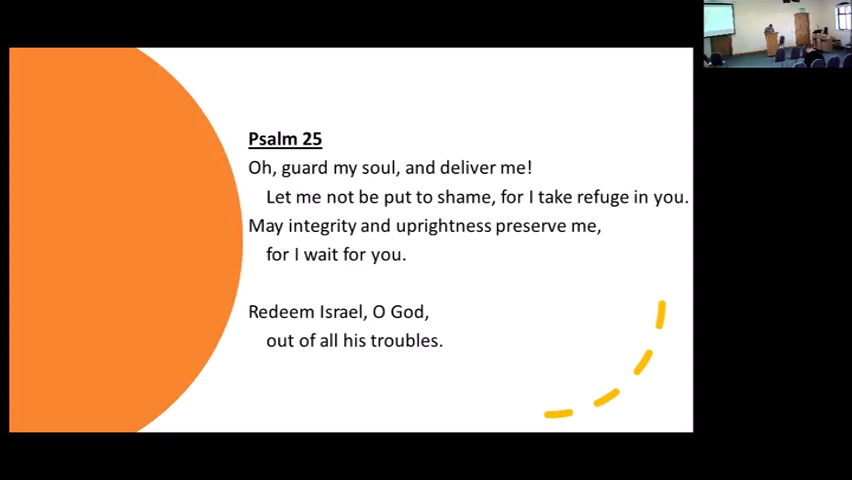 Psalm 25
Oh, guard my soul, and deliver me!
Let me not be put to shame, for I take refuge in you.
May integrity and uprightness preserve me,
for I wait for you.
Redeem Israel, O God,
out of all his troubles.